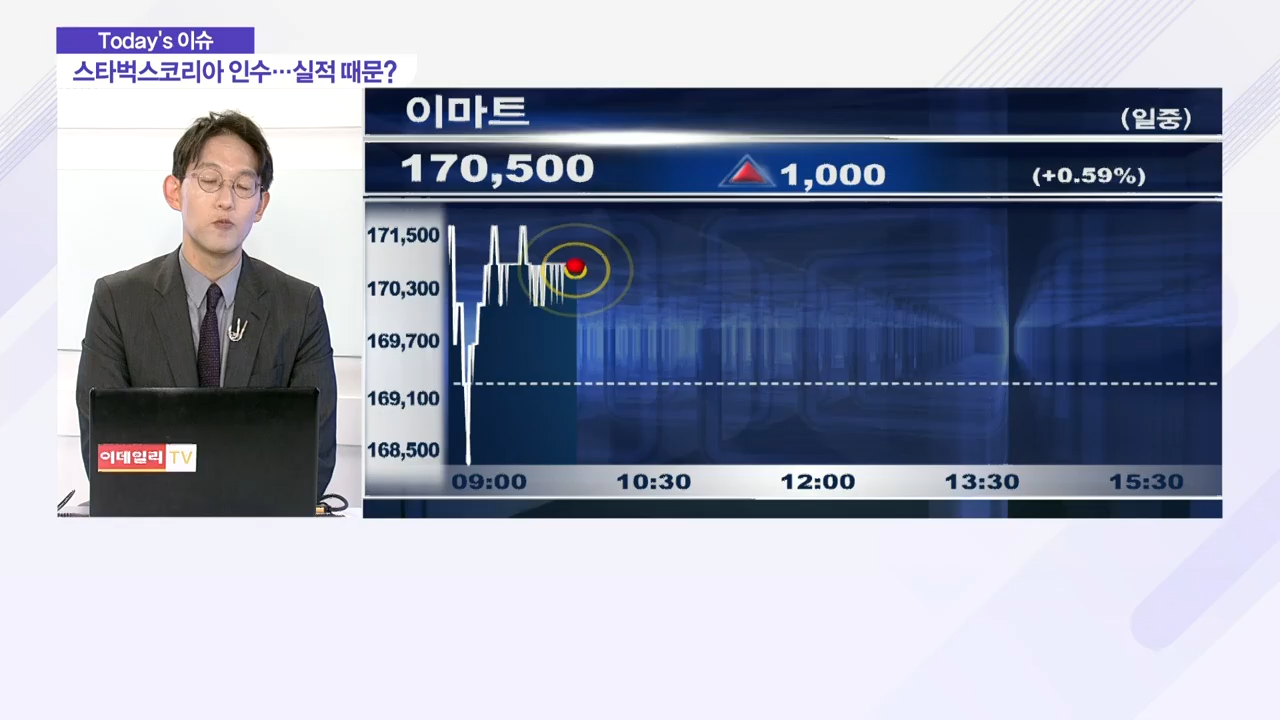 Today's 이슈
스타벅스코리아 인수…실적 때문?
이마트
(일중)
170,500 ▲ 1,000 (+0.59%)
171,500
170,300
169,700
169,100
168,500
09:00 10:30 12:00 13:30 15:30
이데일리 TV